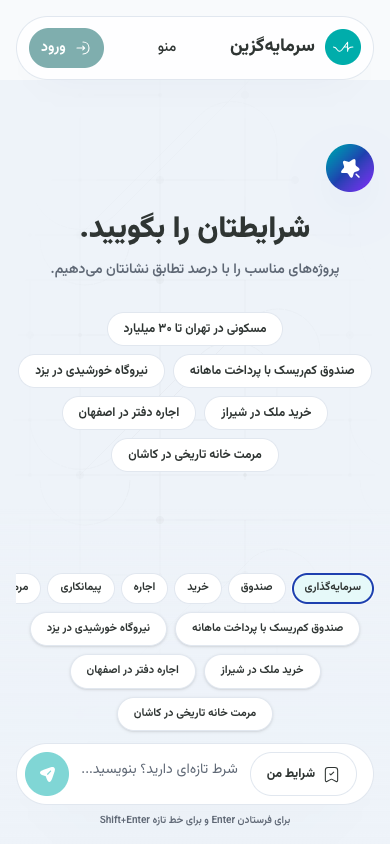 سرمایه‌گزین
منو
ورود
شرایطتان را بگویید.
پروژه‌های مناسب را با درصد تطابق نشانتان می‌دهیم.
مسکونی در تهران تا ۳۰ میلیارد
صندوق کم‌ریسک با پرداخت ماهانه
نیروگاه خورشیدی در یزد
خرید ملک در شیراز
اجاره دفتر در اصفهان
مرمت خانه تاریخی در کاشان
سرمایه‌گذاری
صندوق
خرید
اجاره
پیمانکاری
صندوق کم‌ریسک با پرداخت ماهانه
نیروگاه خورشیدی در یزد
خرید ملک در شیراز
اجاره دفتر در اصفهان
مرمت خانه تاریخی در کاشان
شرایط من
شرط تازه‌ای دارید؟ بنویسید...
برای فرستادن Enter و برای خط تازه Shift+Enter